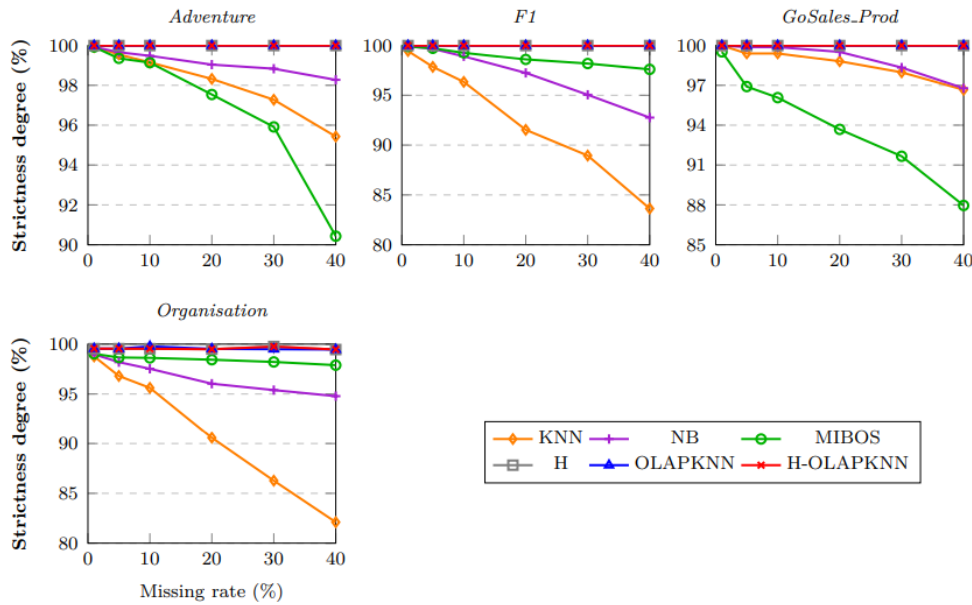 Adventure
F1
GoSales_Prod
Strictness degree (%)
100
98
96
94
92
90
0 10 20 30 40
100
95
90
85
80
0 10 20 30 40
100
97
94
91
88
85
0 10 20 30 40
Organisation
Strictness degree (%)
100
95
90
85
80
0 10 20 30 40
Missing rate (%)
KNN NB MIBOS
H OLAPKNN H-OLAPKNN